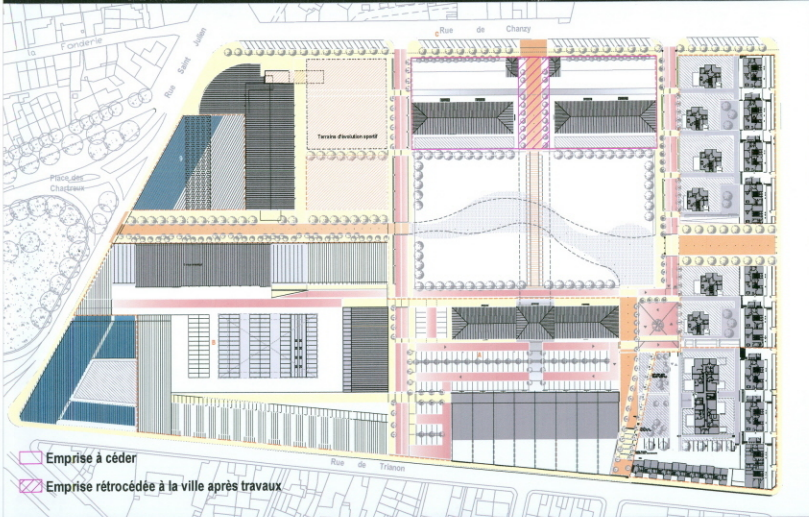 C
Rue de Chanzy
la Fonderie
Rue Saint Julien
Terrains d'évolution sportif
Place des
Chartreux
Rue de Trianon
Emprise à céder
Emprise rétrocédée à la ville après travaux